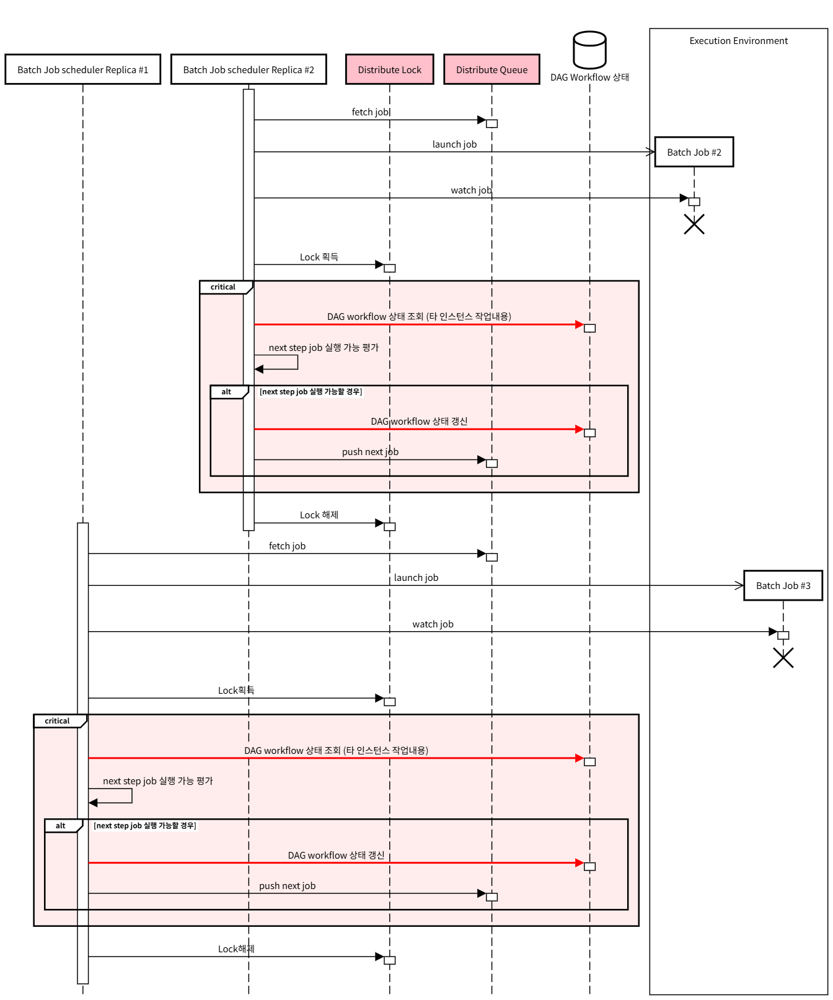 Execution Environment
Batch Job scheduler Replica #1
Batch Job scheduler Replica #2
Distribute Lock
Distribute Queue
DAG Workflow 상태
fetch job
launch job
Batch Job #2
watch job
Lock 획득
critical
DAG workflow 상태 조회 (타 인스턴스 작업내용)
next step job 실행 가능 평가
alt
[next step job 실행 가능할 경우]
DAG workflow 상태 갱신
push next job
Lock 해제
fetch job
launch job
Batch Job #3
watch job
Lock획득
critical
DAG workflow 상태 조회 (타 인스턴스 작업내용)
next step job 실행 가능 평가
alt
[next step job 실행 가능할 경우]
DAG workflow 상태 갱신
push next job
Lock해제